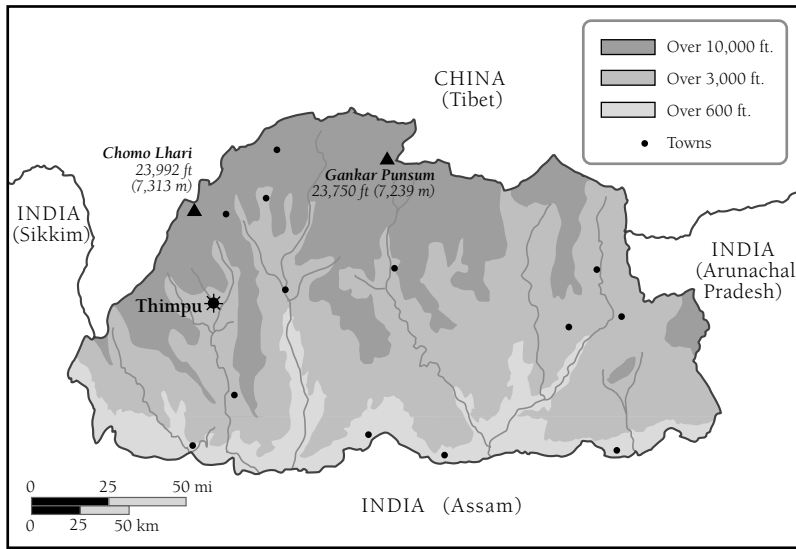 Over 10,000 ft.
Over 3,000 ft.
Over 600 ft.
Towns
CHINA
(Tibet)
Chomo Lhari
23,992 ft
(7,313 m)
Gankar Punsum
23,750 ft (7,239 m)
INDIA
(Sikkim)
INDIA
(Arunachal
Pradesh)
Thimpu
0 25 50 mi
0 25 50 km
INDIA (Assam)